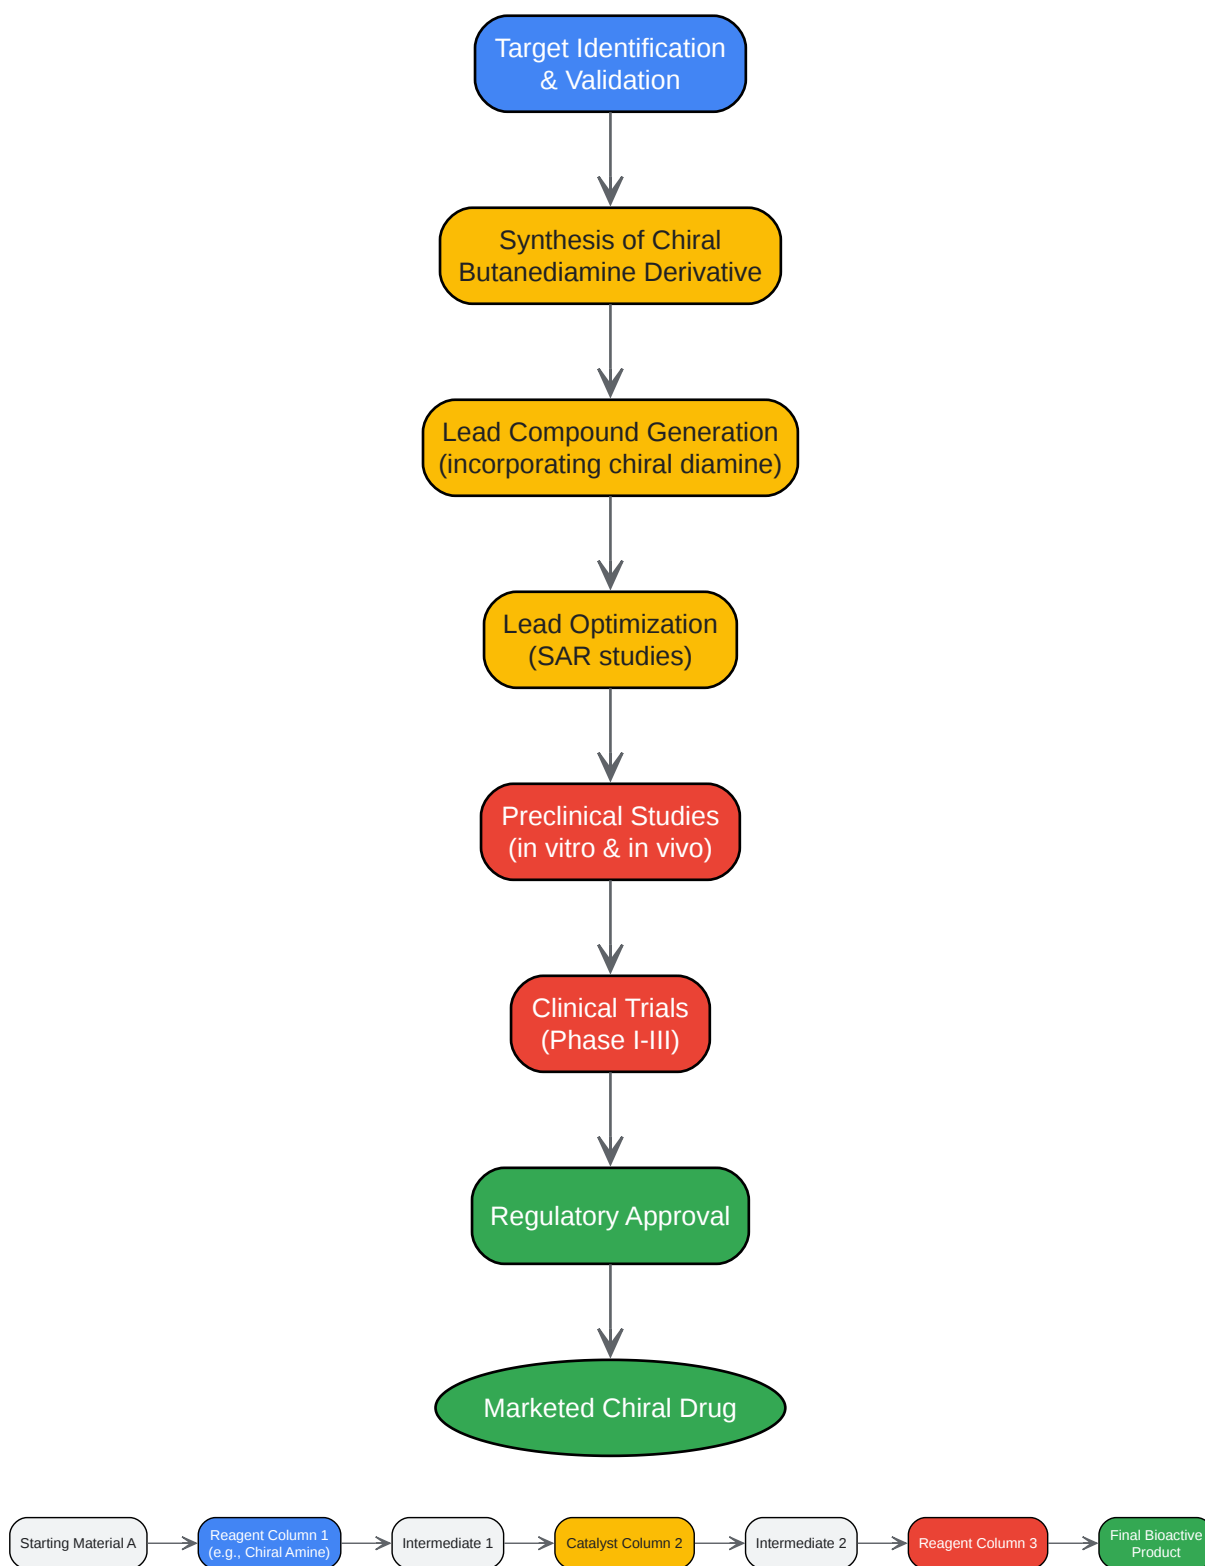 Target Identification
& Validation
Synthesis of Chiral
Butanediamine Derivative
Lead Compound Generation
(incorporating chiral diamine)
Lead Optimization
(SAR studies)
Preclinical Studies
(in vitro & in vivo)
Clinical Trials
(Phase I-III)
Regulatory Approval
Marketed Chiral Drug
Starting Material A
Reagent Column 1
(e.g., Chiral Amine)
Intermediate 1
Catalyst Column 2
Intermediate 2
Reagent Column 3
Final Bioactive
Product